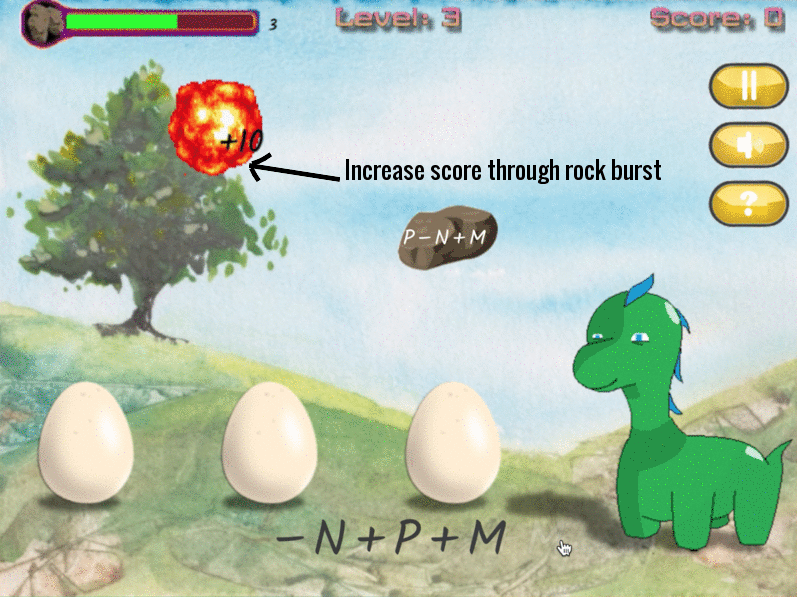 3
Level: 3
Score: 0
+10
Increase score through rock burst
?
P-N+M
-N+P+M